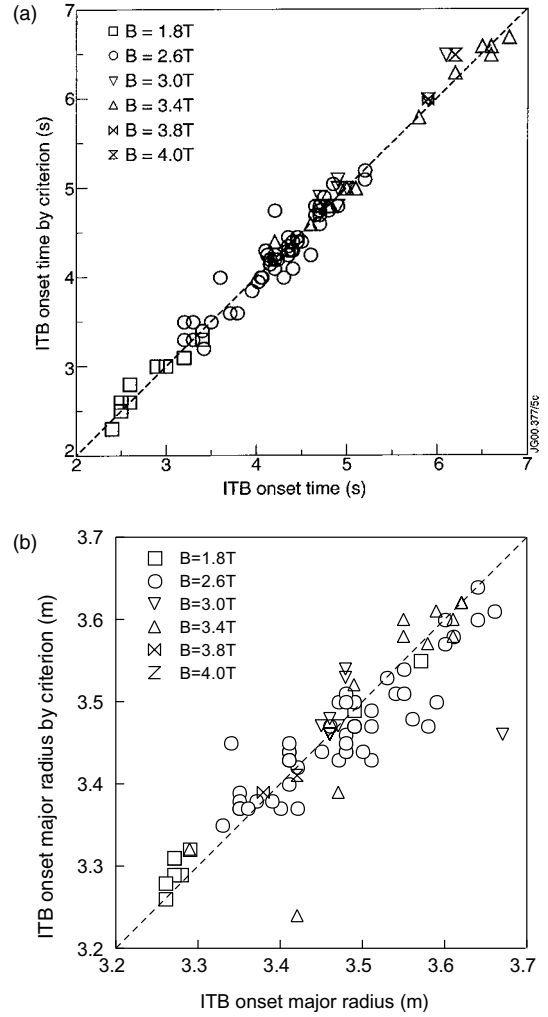 (a)
7
6
5
4
3
2
ITB onset time by criterion (s)
B = 1.8T
B = 2.6T
B = 3.0T
B = 3.4T
B = 3.8T
B = 4.0T
2 3 4 5 6 7
ITB onset time (s)
JG00.377/5c
(b)
3.7
3.6
3.5
3.4
3.3
3.2
ITB onset major radius by criterion (m)
B=1.8T
B=2.6T
B=3.0T
B=3.4T
B=3.8T
B=4.0T
3.2 3.3 3.4 3.5 3.6 3.7
ITB onset major radius (m)